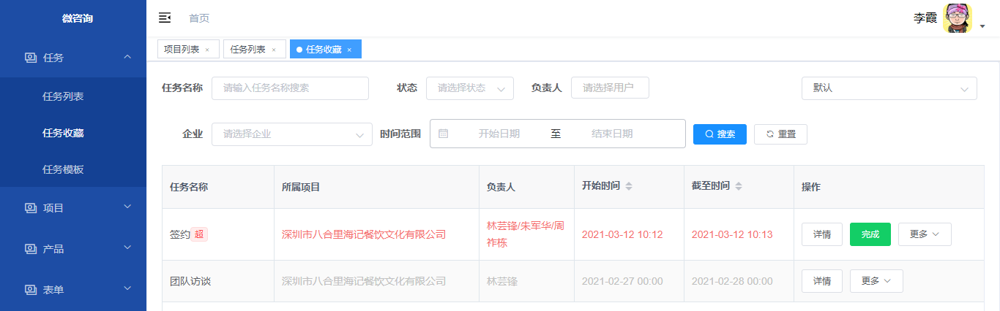 微咨询
首页
李霞
任务
任务列表
任务收藏
任务模板
项目
产品
表单
项目列表 ×
任务列表 ×
任务收藏 ×
任务名称 请输入任务名称搜索 状态 请选择状态 负责人 请选择用户 默认
企业 请选择企业 时间范围 开始日期 至 结束日期 搜索 重置
任务名称 所属项目 负责人 开始时间 截至时间 操作
签约 超 深圳市八合里海记餐饮文化有限公司 林芸锋/朱军华/周
祚栋 2021-03-12 10:12 2021-03-12 10:13 详情 完成 更多
团队访谈 深圳市八合里海记餐饮文化有限公司 林芸锋 2021-02-27 00:00 2021-02-28 00:00 详情 更多